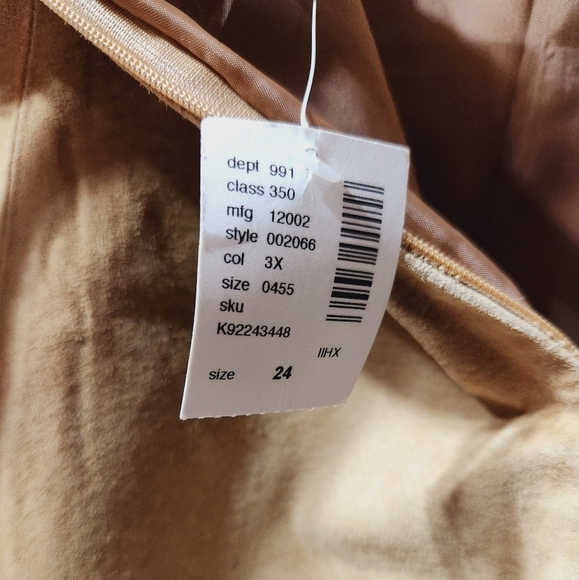 dept 991
class 350
mfg 12002
style 002066
col 3X
size 0455
sku
K92243448
IIHX
size 24